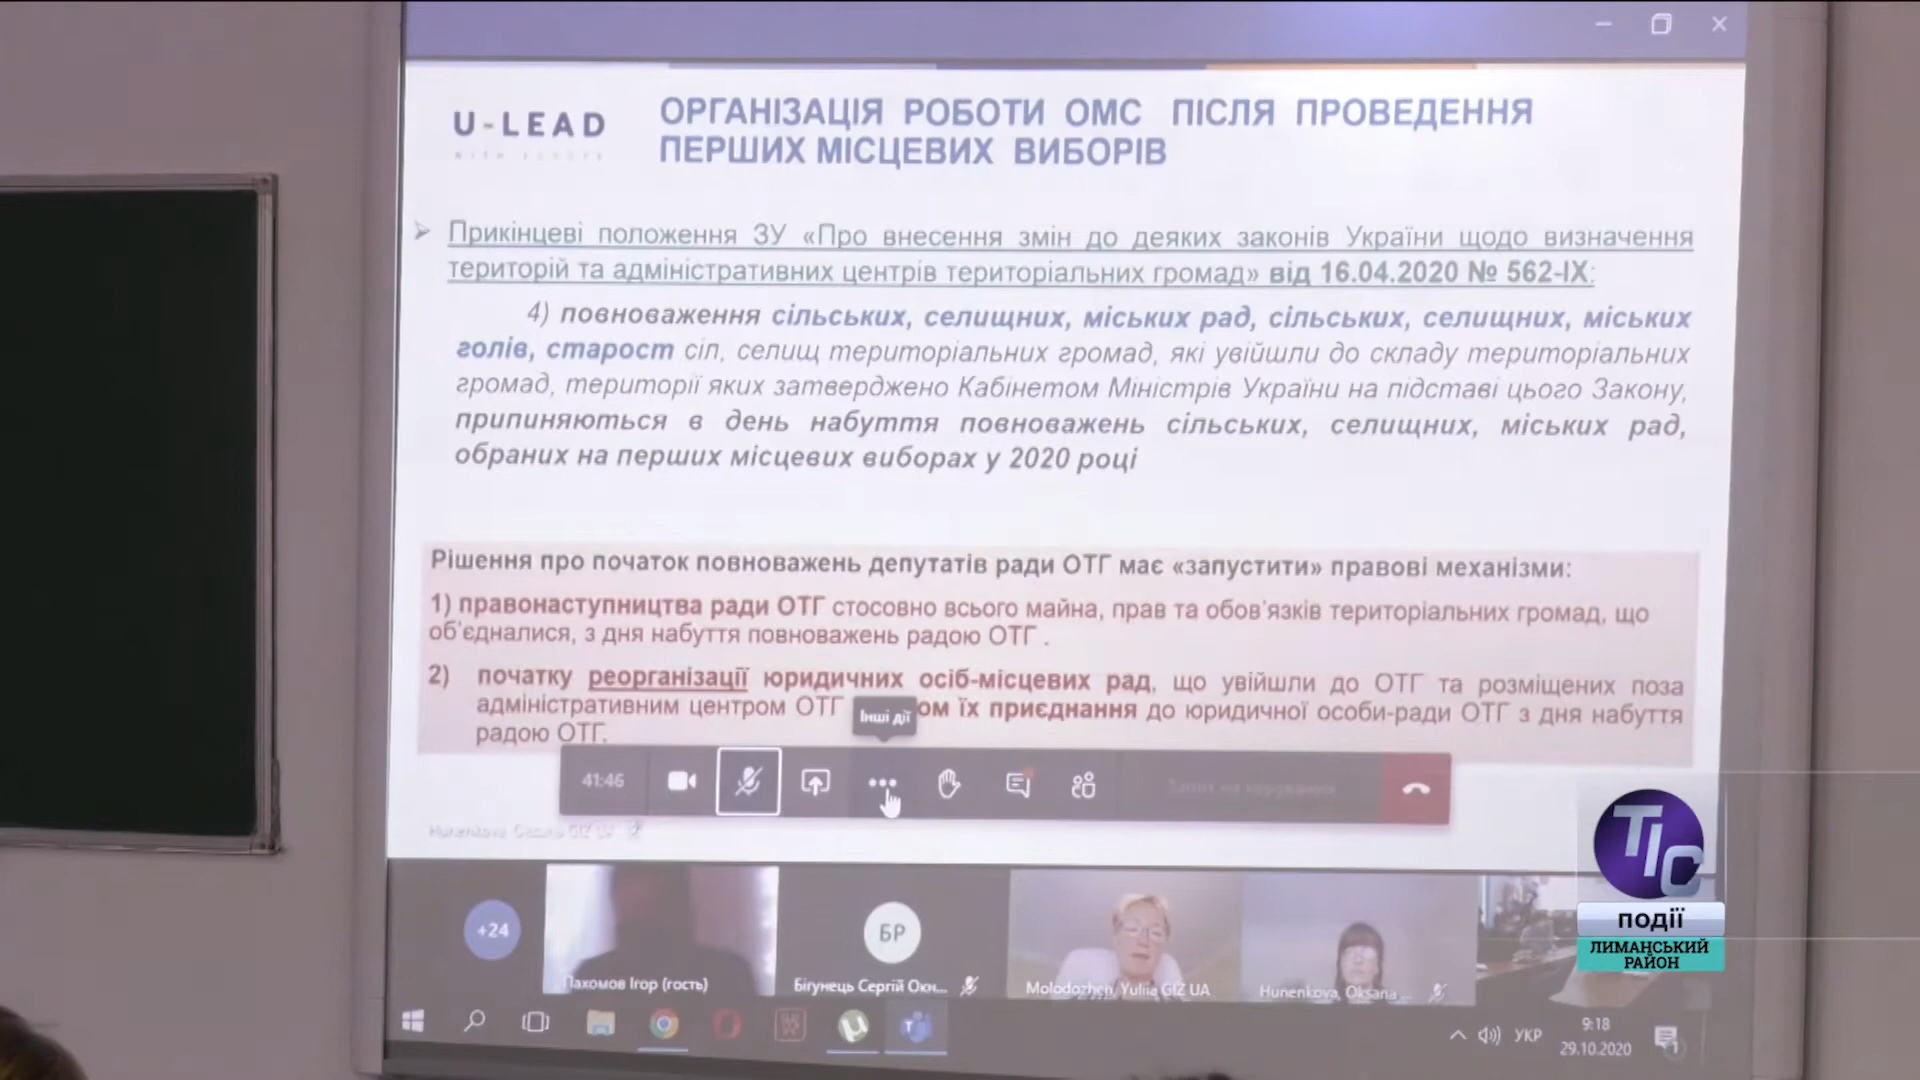 U-LEAD
ОРГАНІЗАЦІЯ РОБОТИ ОМС ПІСЛЯ ПРОВЕДЕННЯ
ПЕРШИХ МІСЦЕВИХ ВИБОРІВ
Прикінцеві положення ЗУ «Про внесення змін до деяких законів України щодо визначення
територій та адміністративних центрів територіальних громад» від 16.04.2020 № 562-IX:
4) повноваження сільських, селищних, міських рад, сільських, селищних, міських
голів, старост сіл, селищ територіальних громад, які увійшли до складу територіальних
громад, території яких затверджено Кабінетом Міністрів України на підставі цього Закону,
припиняються в день набуття повноважень сільських, селищних, міських рад,
обраних на перших місцевих виборах у 2020 році
Рішення про початок повноважень депутатів ради ОТГ має «запустити» правові механізми:
1) правонаступництва ради ОТГ стосовно всього майна, прав та обов'язків територіальних громад, що
об'єдналися, з дня набуття повноважень радою ОТГ .
2) початку реорганізації юридичних осіб-місцевих рад, що увійшли до ОТГ та розміщених поза
адміністративним центром ОТГ ом їх приєднання до юридичної особи-ради ОТГ з дня набуття
радою ОТГ.
Інші дії
41:46
Hunenkova, Oksana GIZ UA
+24
Пахомов Ігор (гость)
БР
Бігунець Сергій Окн...
Molodozhen, Yuliia GIZ UA
Hunenkova, Oksana ...
УКР
9:18
29.10.2020
1
ТІС
ПОДІЇ
ЛИМАНСЬКИЙ
РАЙОН